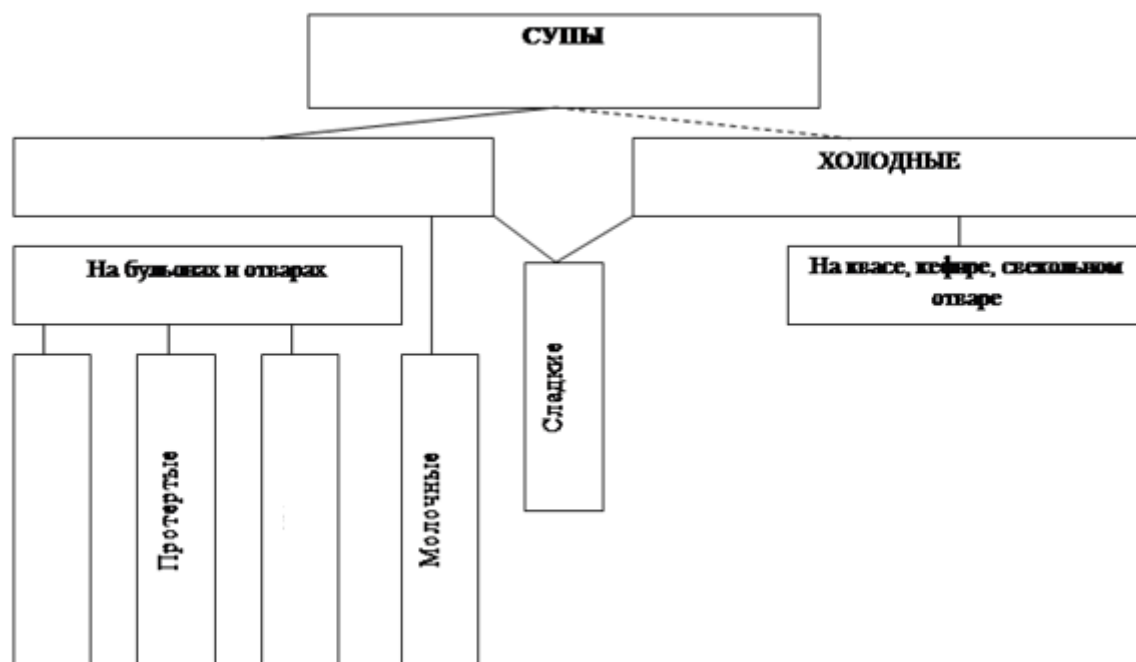 СУПЫ
ХОЛОДНЫЕ
На бульонах и отварах
На квасе, кефире, свекольном
отваре
Протертые
Молочные
Сладкие